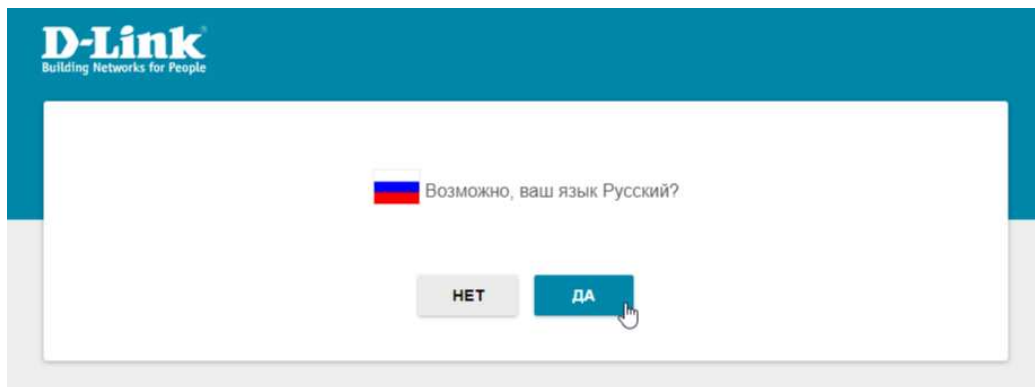 D-Link
Building Networks for People
Возможно, ваш язык Русский?
НЕТ
ДА